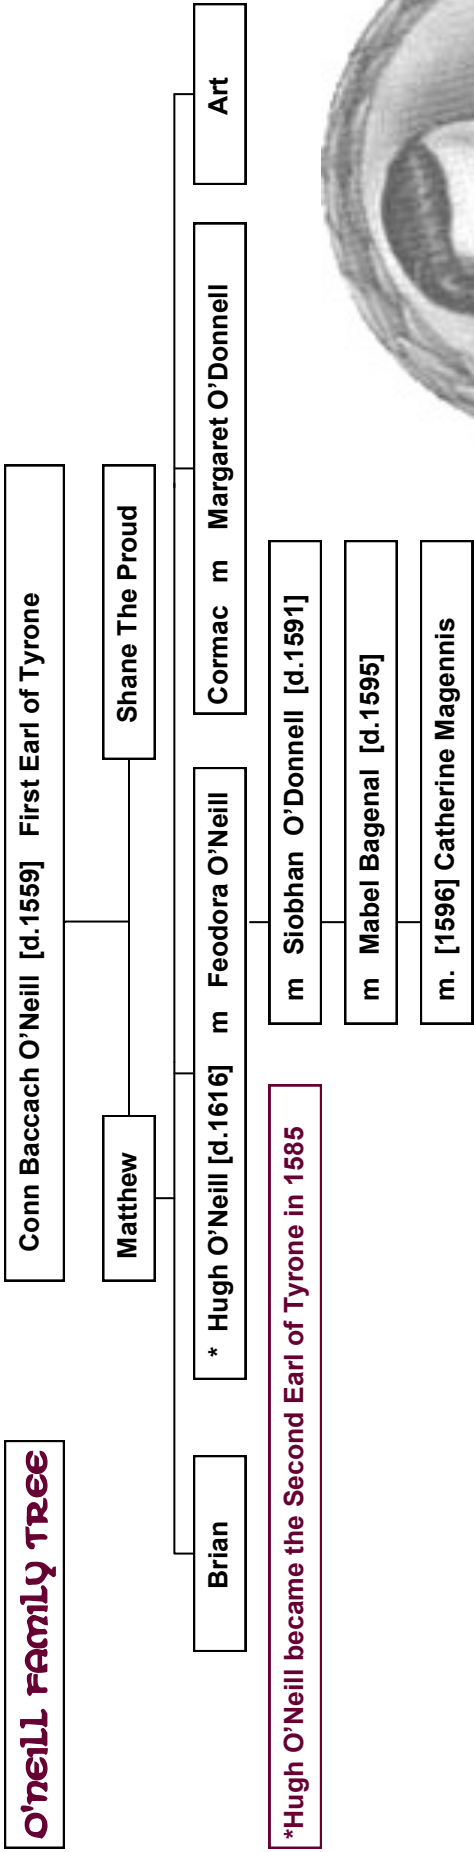 O'Neill Family Tree
Conn Baccach O'Neill [d.1559] First Earl of Tyrone
Matthew
Shane The Proud
Brian
* Hugh O'Neill [d.1616] m Feodora O'Neill
Cormac m Margaret O'Donnell
Art
*Hugh O'Neill became the Second Earl of Tyrone in 1585
m Siobhan O'Donnell [d.1591]
m Mabel Bagenal [d.1595]
m. [1596] Catherine Magennis